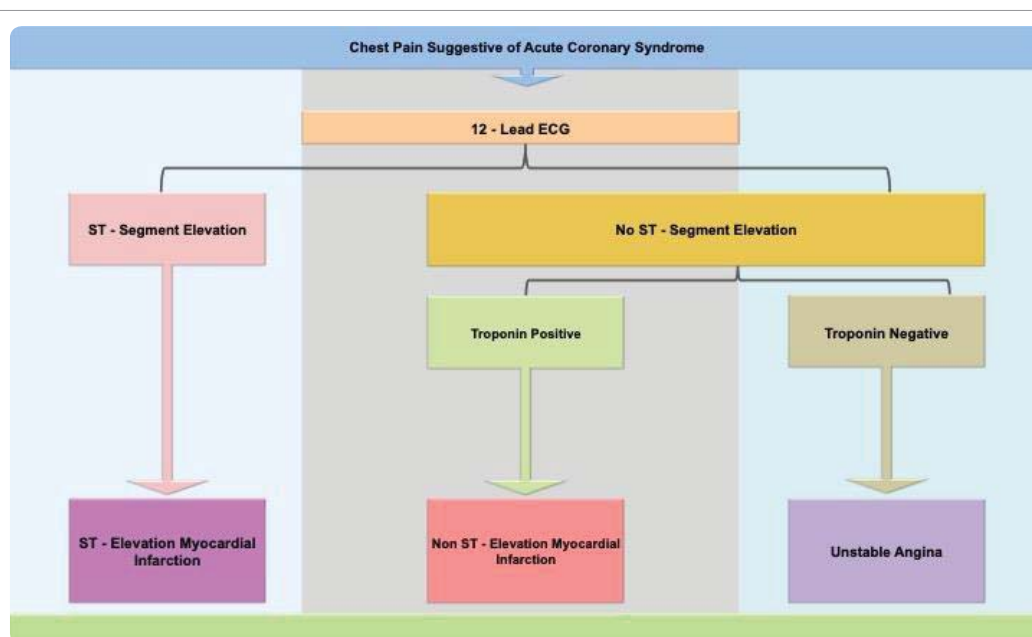 Chest Pain Suggestive of Acute Coronary Syndrome
12 - Lead ECG
ST - Segment Elevation
No ST - Segment Elevation
Troponin Positive
Troponin Negative
ST - Elevation Myocardial
Infarction
Non ST - Elevation Myocardial
Infarction
Unstable Angina